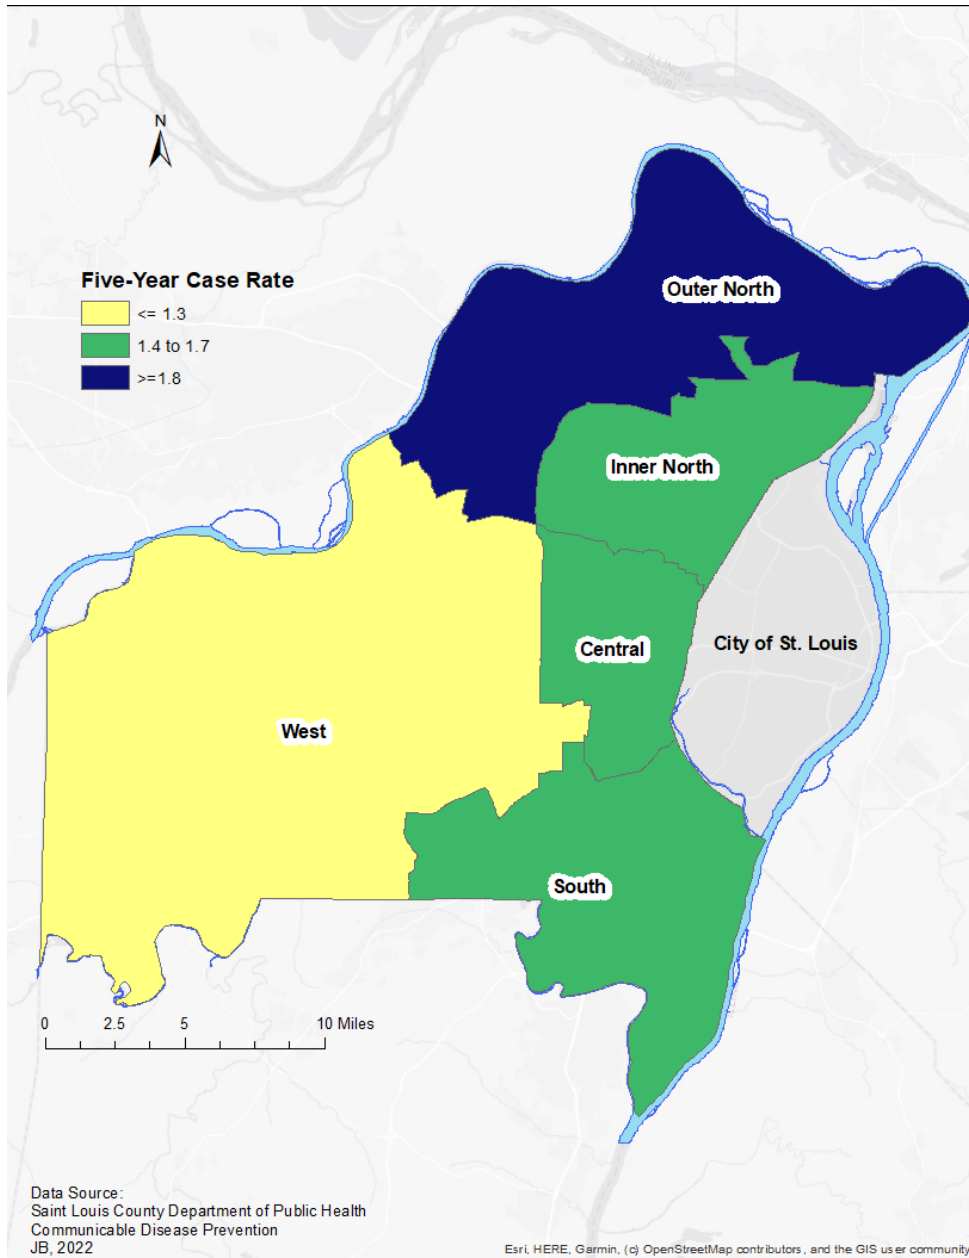 ILLINOIS
MISSOURI
N
Outer North
Five-Year Case Rate
<= 1.3
1.4 to 1.7
>=1.8
Inner North
Central
City of St. Louis
West
South
0 2.5 5 10 Miles
Data Source:
Saint Louis County Department of Public Health
Communicable Disease Prevention
JB, 2022
Esri, HERE, Garmin, (c) OpenStreetMap contributors, and the GIS user community